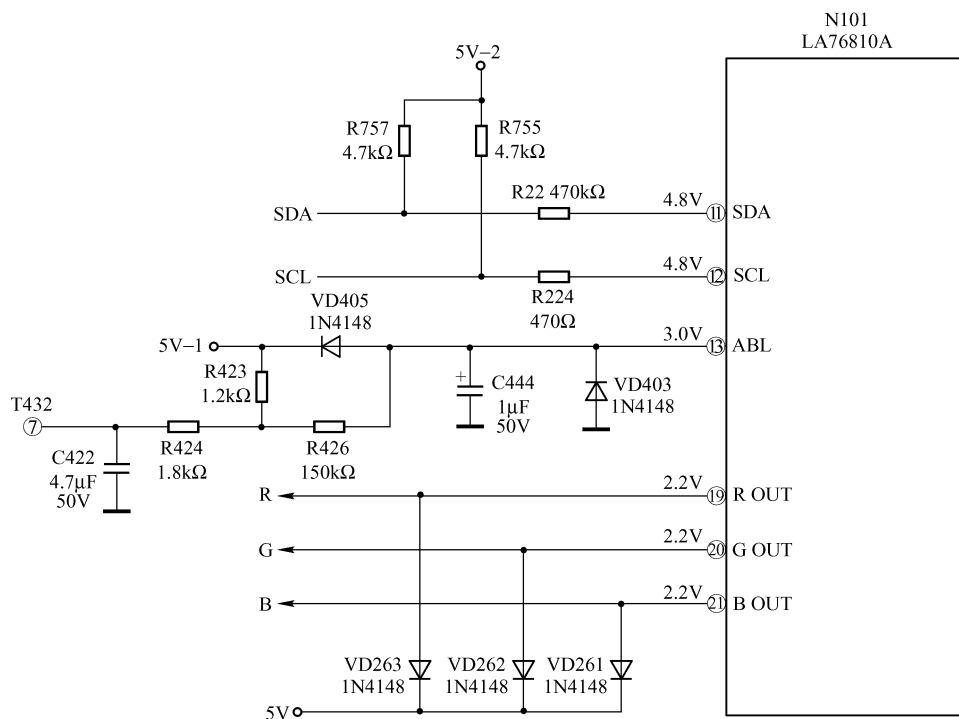 N101
LA76810A
5V-2
R757
4.7kΩ
R755
4.7kΩ
R22 470kΩ
SDA
4.8V
⑪ SDA
SCL
4.8V
⑫ SCL
R224
470Ω
VD405
1N4148
5V-1
3.0V
⑬ ABL
R423
1.2kΩ
VD403
1N4148
+
C444
1μF
50V
T432
⑦
R424
1.8kΩ
R426
150kΩ
C422
4.7μF
50V
R
2.2V
⑲ R OUT
G
2.2V
⑳ G OUT
B
2.2V
㉑ B OUT
VD263
1N4148
VD262
1N4148
VD261
1N4148
5V